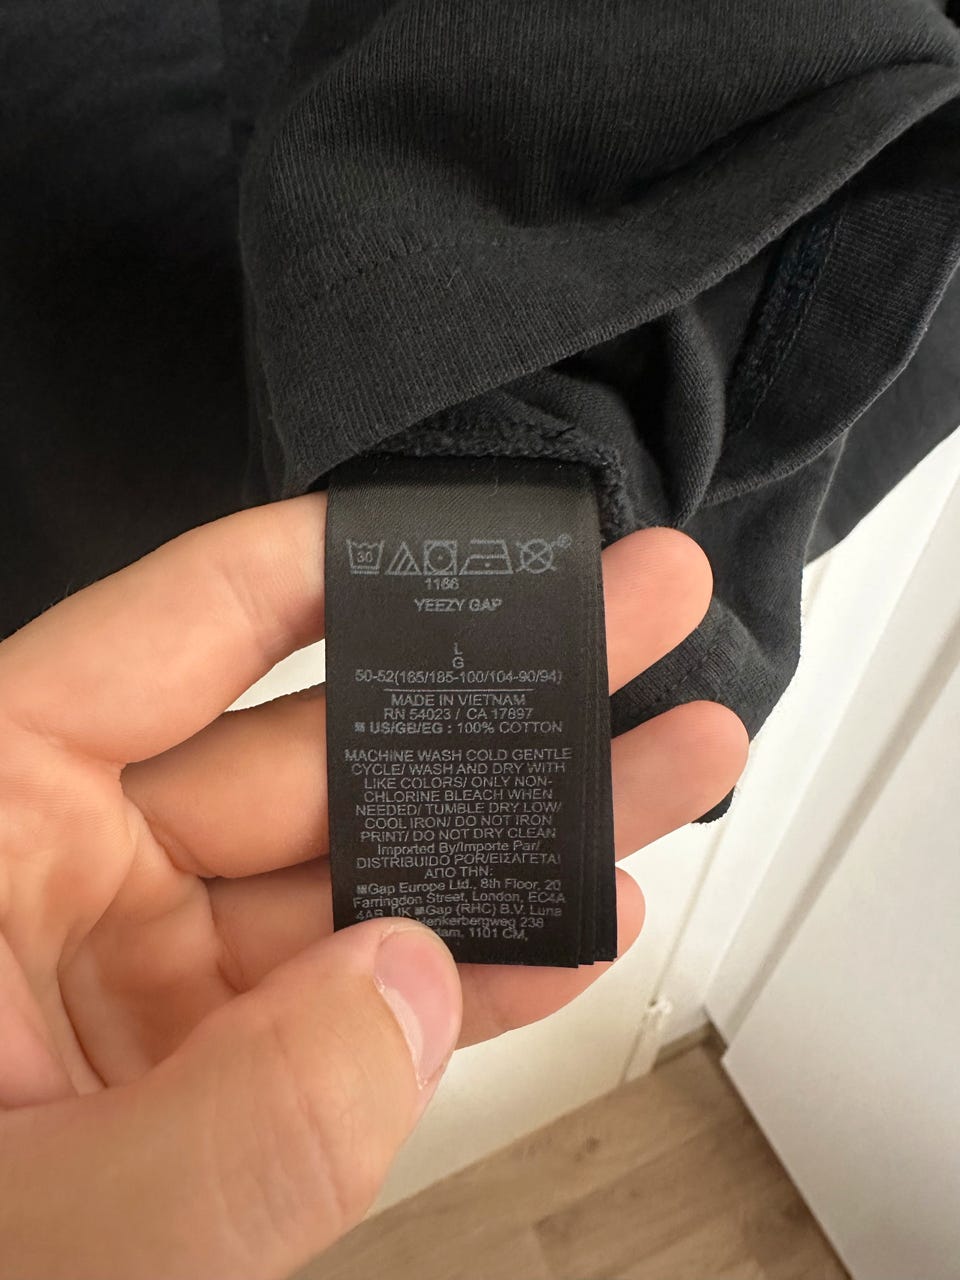 30 ®
1166
YEEZY GAP
L
G
50-52(165/185-100/104-90/94)
MADE IN VIETNAM
RN 54023 / CA 17897
US/GB/EG : 100% COTTON
MACHINE WASH COLD GENTLE
CYCLE/ WASH AND DRY WITH
LIKE COLORS/ ONLY NON-
CHLORINE BLEACH WHEN
NEEDED/ TUMBLE DRY LOW/
COOL IRON/ DO NOT IRON
PRINT/ DO NOT DRY CLEAN
Imported By/Importe Par/
DISTRIBUIDO POR/ΕΙΣΑΓΕΤΑΙ
ΑΠΟ ΤΗΝ:
Gap Europe Ltd., 8th Floor, 20
Farringdon Street, London, EC4A
4AB, UK Gap (RHC) B.V. Luna
238
1101 CM,